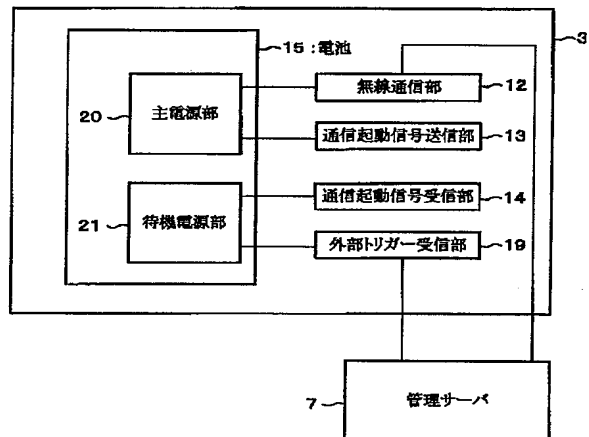 3
15:電池
主電源部
20
無線通信部
12
通信起動信号送信部
13
待機電源部
21
通信起動信号受信部
14
外部トリガー受信部
19
管理サーバ
7